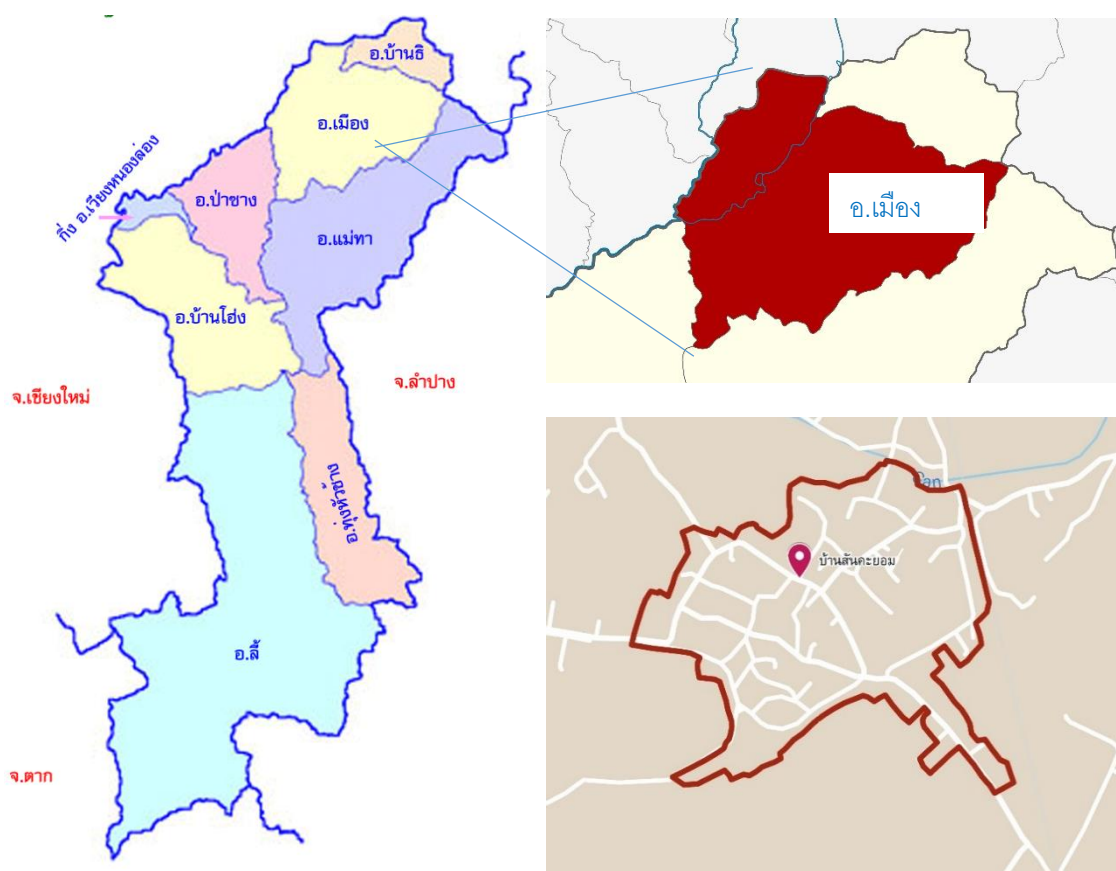 อ.บ้านธิ
อ.เมือง
กิ่ง อ.เวียงหนองล่อง
อ.ป่าซาง
อ.แม่ทา
อ.บ้านโฮ่ง
จ.เชียงใหม่
จ.ลำปาง
อ.ทุ่งหัวช้าง
อ.ลี้
จ.ตาก
อ.เมือง
บ้านสันคะยอม